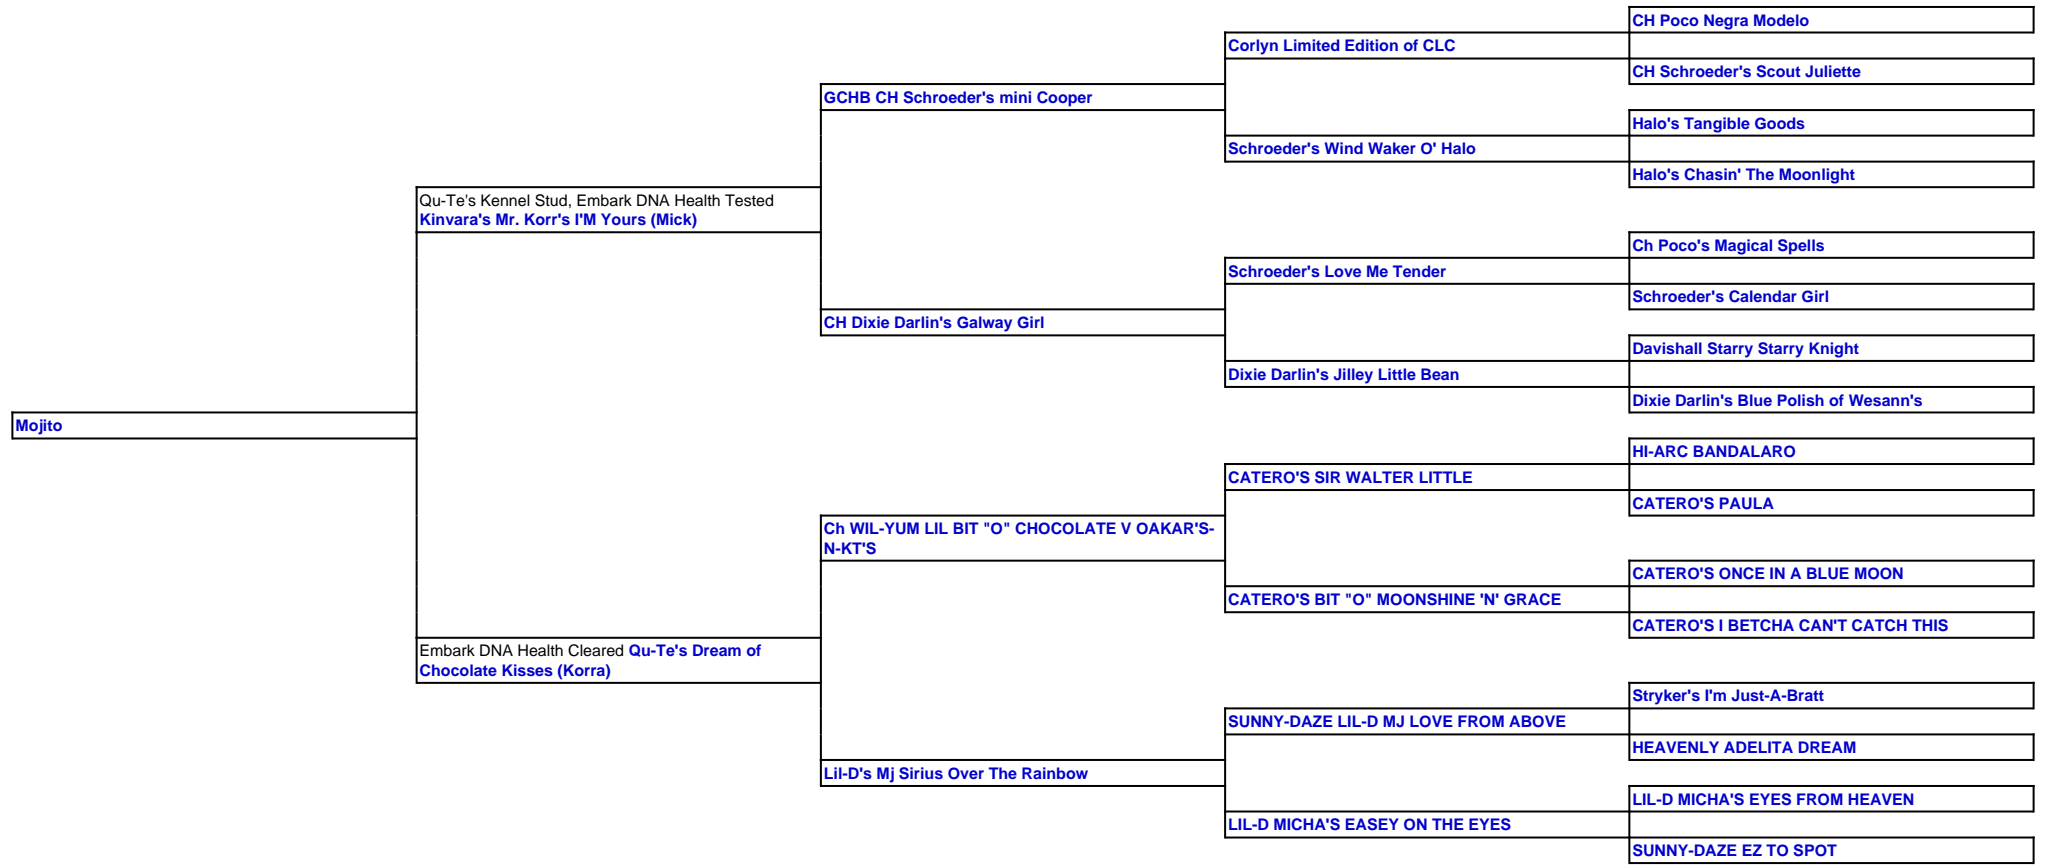 CH Poco Negra Modelo
Corlyn Limited Edition of CLC
CH Schroeder's Scout Juliette
GCHB CH Schroeder's mini Cooper
Halo's Tangible Goods
Schroeder's Wind Waker O' Halo
Halo's Chasin' The Moonlight
Qu-Te's Kennel Stud, Embark DNA Health Tested
Kinvara's Mr. Korr's I'M Yours (Mick)
Ch Poco's Magical Spells
Schroeder's Love Me Tender
Schroeder's Calendar Girl
CH Dixie Darlin's Galway Girl
Davishall Starry Starry Knight
Dixie Darlin's Jilley Little Bean
Dixie Darlin's Blue Polish of Wesann's
Mojito
HI-ARC BANDALARO
CATERO'S SIR WALTER LITTLE
CATERO'S PAULA
Ch WIL-YUM LIL BIT "O" CHOCOLATE V OAKAR'S-
N-KT'S
CATERO'S ONCE IN A BLUE MOON
CATERO'S BIT "O" MOONSHINE 'N' GRACE
CATERO'S I BETCHA CAN'T CATCH THIS
Embark DNA Health Cleared Qu-Te's Dream of
Chocolate Kisses (Korra)
Stryker's I'm Just-A-Bratt
SUNNY-DAZE LIL-D MJ LOVE FROM ABOVE
HEAVENLY ADELITA DREAM
Lil-D's Mj Sirius Over The Rainbow
LIL-D MICHA'S EYES FROM HEAVEN
LIL-D MICHA'S EASEY ON THE EYES
SUNNY-DAZE EZ TO SPOT